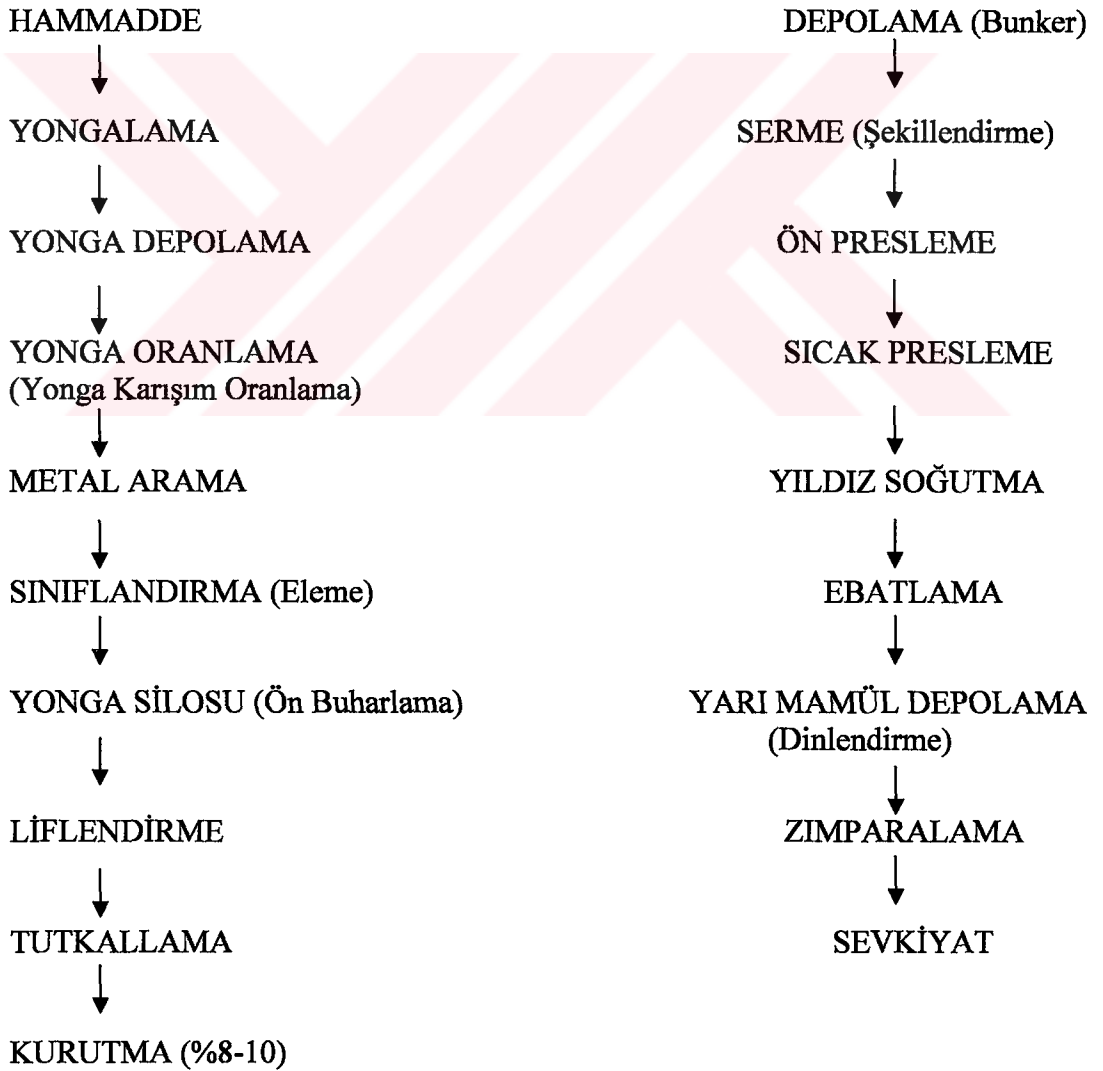 HAMMADDE
YONGALAMA
YONGA DEPOLAMA
YONGA ORANLAMA
(Yonga Karışım Oranlama)
METAL ARAMA
SINIFLANDIRMA (Eleme)
YONGA SİLOSU (Ön Buharlama)
LİFLENDİRME
TUTKALLAMA
KURUTMA (%8-10)
DEPOLAMA (Bunker)
SERME (Şekillendirme)
ÖN PRESLEME
SICAK PRESLEME
YILDIZ SOĞUTMA
EBATLAMA
YARI MAMÜL DEPOLAMA
(Dinlendirme)
ZIMPARALAMA
SEVKİYAT